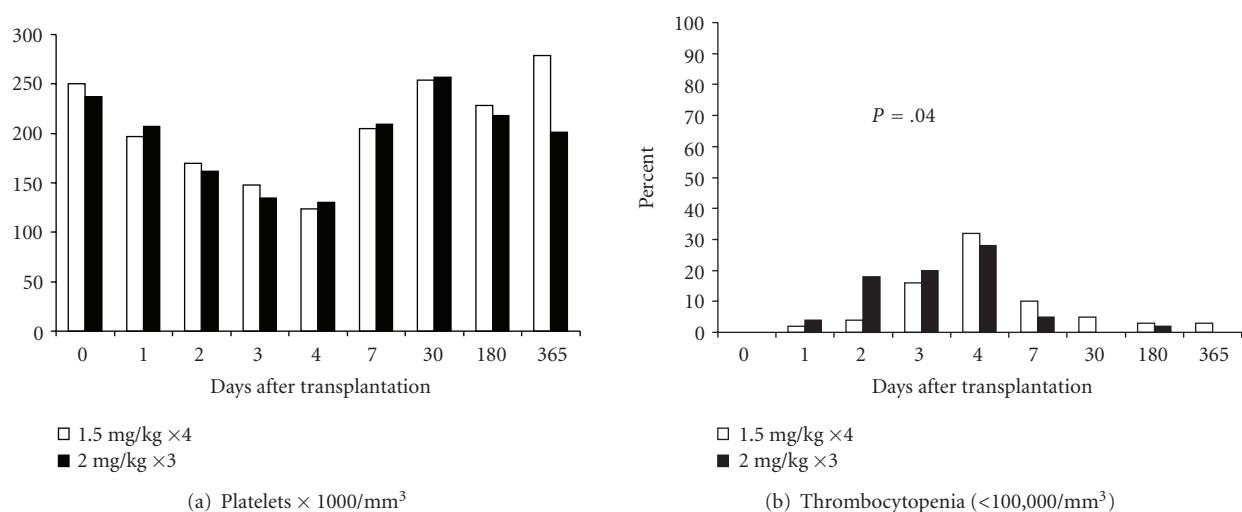 300
250
200
150
100
50
0
0 1 2 3 4 7 30 180 365
Days after transplantation
1.5 mg/kg ×4
2 mg/kg ×3
(a) Platelets × 1000/mm³
100
90
80
70
60
50
40
30
20
10
0
Percent
P = .04
0 1 2 3 4 7 30 180 365
Days after transplantation
1.5 mg/kg ×4
2 mg/kg ×3
(b) Thrombocytopenia (<100,000/mm³)